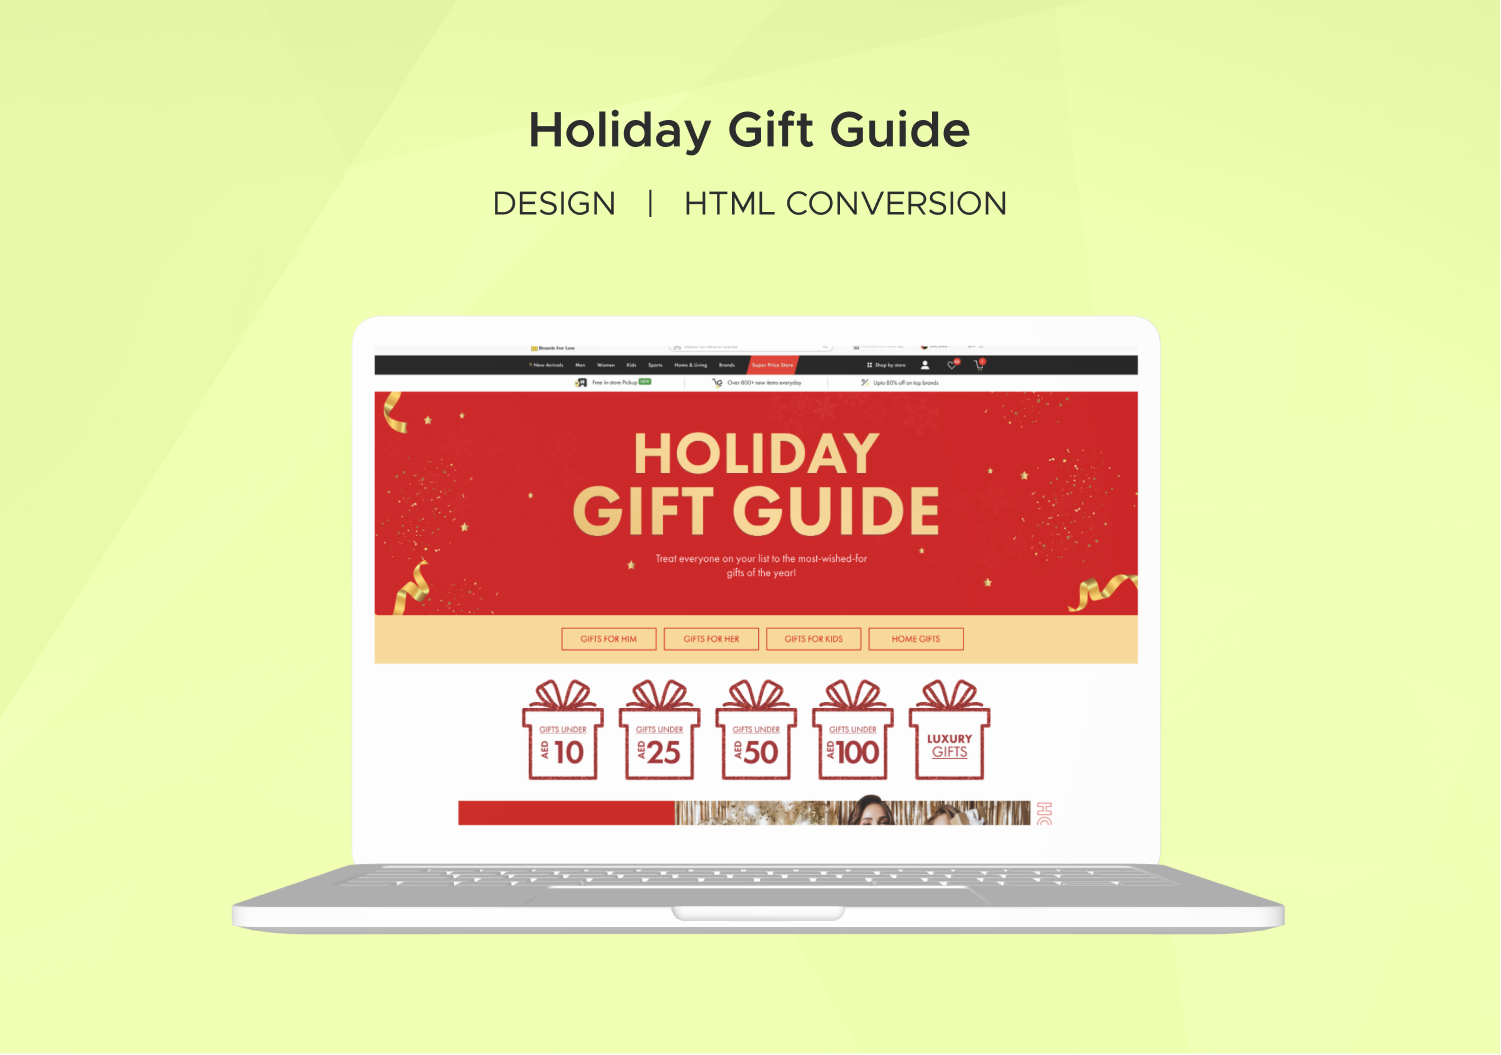 Holiday Gift Guide
DESIGN | HTML CONVERSION
Brands For Less
New Arrivals Men Women Kids Sports Home & Living Brands Super Price Store Shop by store
Free In-store Pickup NEW Over 800+ new items everyday Upto 80% off on top brands
HOLIDAY
GIFT GUIDE
Treat everyone on your list to the most-wished-for
gifts of the year!
GIFTS FOR HIM GIFTS FOR HER GIFTS FOR KIDS HOME GIFTS
GIFTS UNDER GIFTS UNDER GIFTS UNDER GIFTS UNDER LUXURY
AED 10 AED 25 AED 50 AED 100 GIFTS